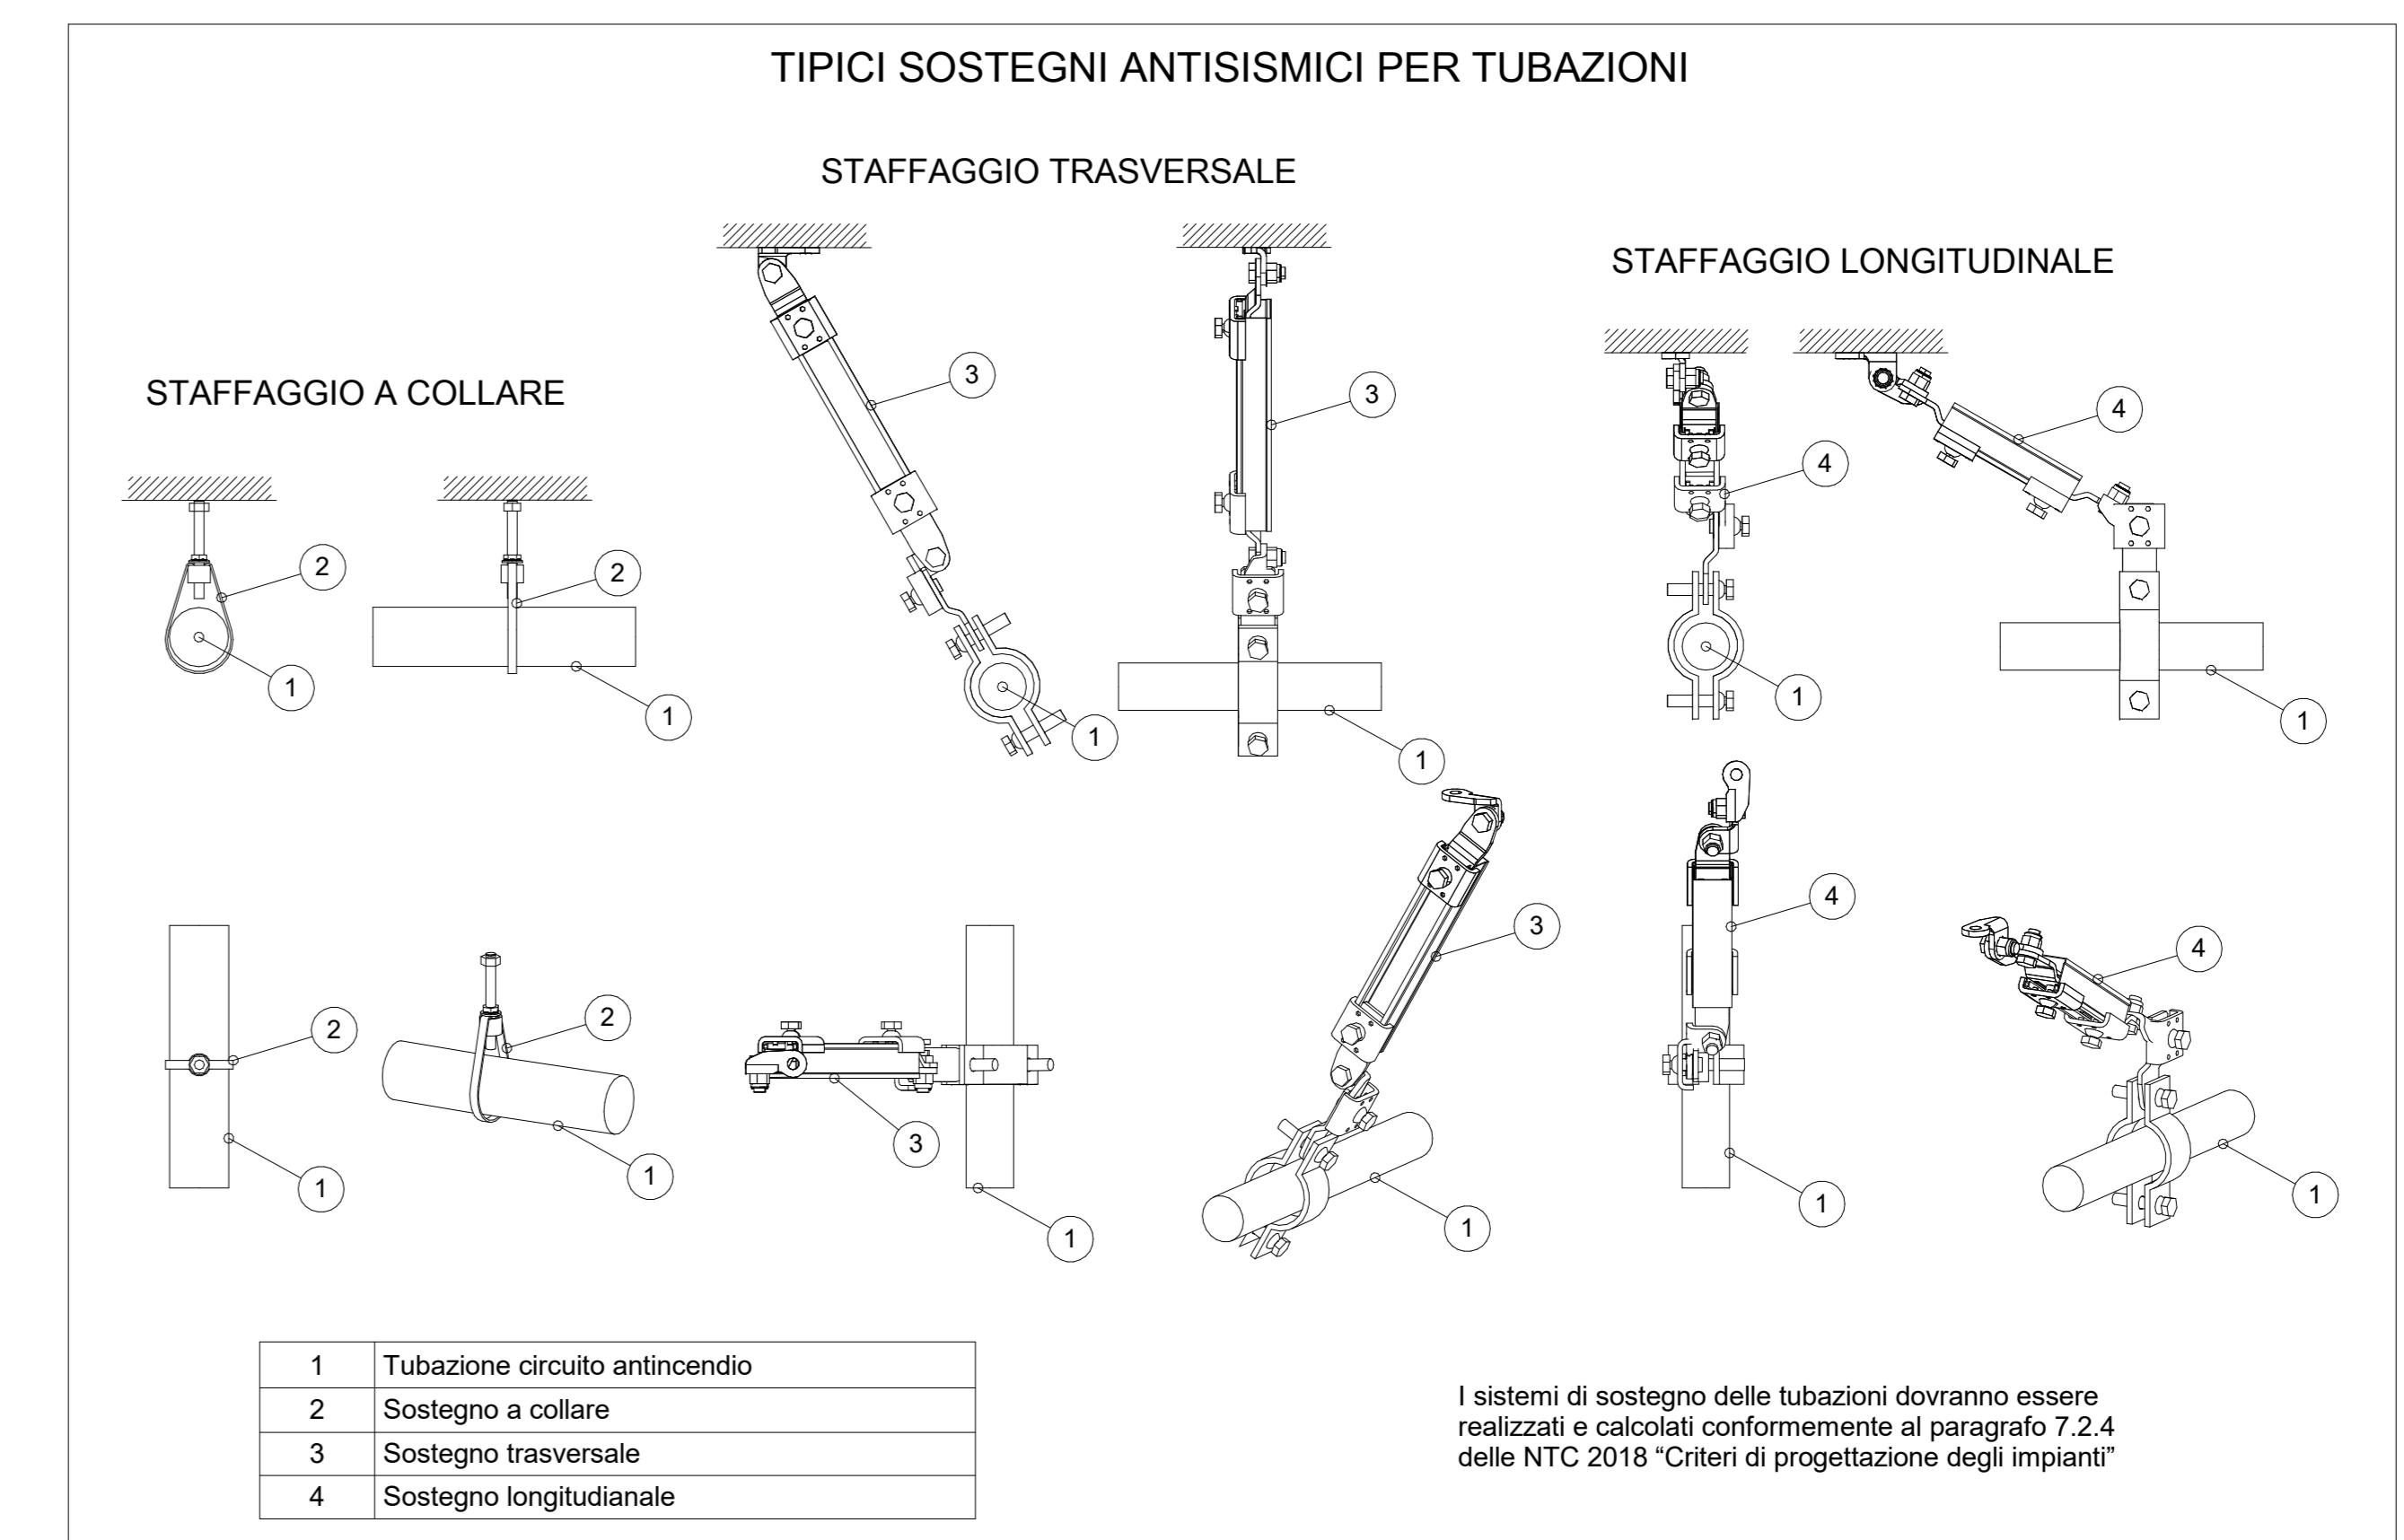 TIPICI SOSTEGNI ANTISISMICI PER TUBAZIONI
STAFFAGGIO TRASVERSALE
STAFFAGGIO LONGITUDINALE
STAFFAGGIO A COLLARE
3
3
4
4
2
2
1
1
1
1
1
1
3
4
4
2
2
3
1
1
1
1
1
1
1 Tubazione circuito antincendio
2 Sostegno a collare
3 Sostegno trasversale
4 Sostegno longitudianale
I sistemi di sostegno delle tubazioni dovranno essere
realizzati e calcolati conformemente al paragrafo 7.2.4
delle NTC 2018 “Criteri di progettazione degli impianti”